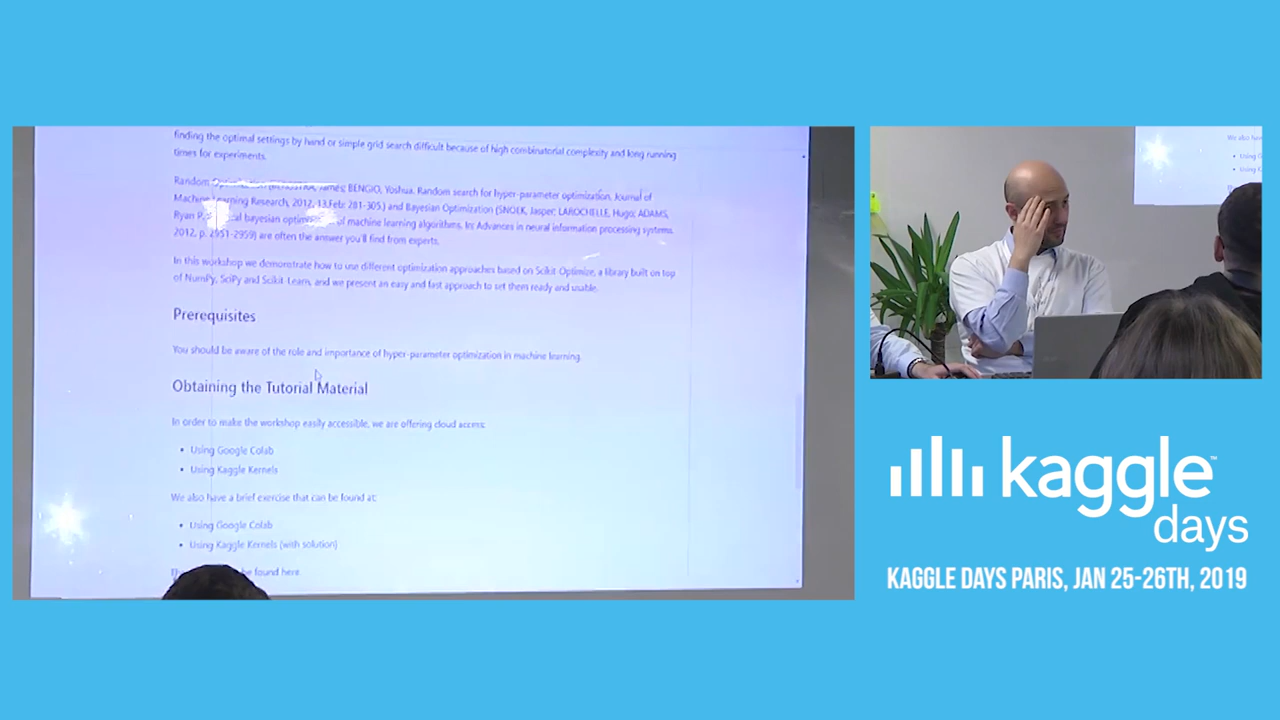 finding the optimal settings by hand or simple grid search difficult because of high combinatorial complexity and long running
times for experiments.
Random James; BENGIO, Yoshua. Random search for hyper-parameter optimization. Journal of
Machine Learning Research, 2012, 13.Feb: 281-305.) and Bayesian Optimization (SNOEK, Jasper; LAROCHELLE, Hugo; ADAMS,
Ryan P. bayesian of machine learning algorithms. In: Advances in neural information processing systems.
2012, p. 2951-2959) are often the answer you'll find from experts.
In this workshop we demonstrate how to use different optimization approaches based on Scikit-Optimize, a library built on top
of NumPy, SciPy and Scikit-Learn, and we present an easy and fast approach to set them ready and usable.
Prerequisites
You should be aware of the role and importance of hyper-parameter optimization in machine learning.
Obtaining the Tutorial Material
In order to make the workshop easily accessible, we are offering cloud access:
• Using Google Colab
• Using Kaggle Kernels
We also have a brief exercise that can be found at:
• Using Google Colab
• Using Kaggle Kernels (with solution)
be found here.
We also hav
• Using G
• Using K
kaggle™
days
KAGGLE DAYS PARIS, JAN 25-26TH, 2019